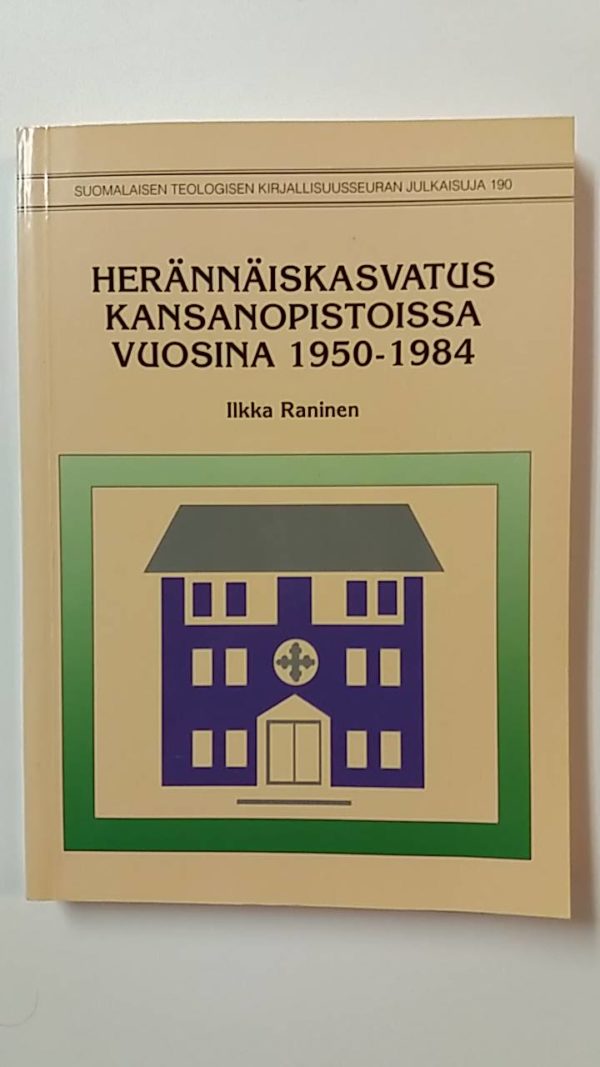 SUOMALAISEN TEOLOGISEN KIRJALLISUUSSEURAN JULKAISUJA 190
HERÄNNÄISKASVATUS
KANSANOPISTOISSA
VUOSINA 1950-1984
Ilkka Raninen